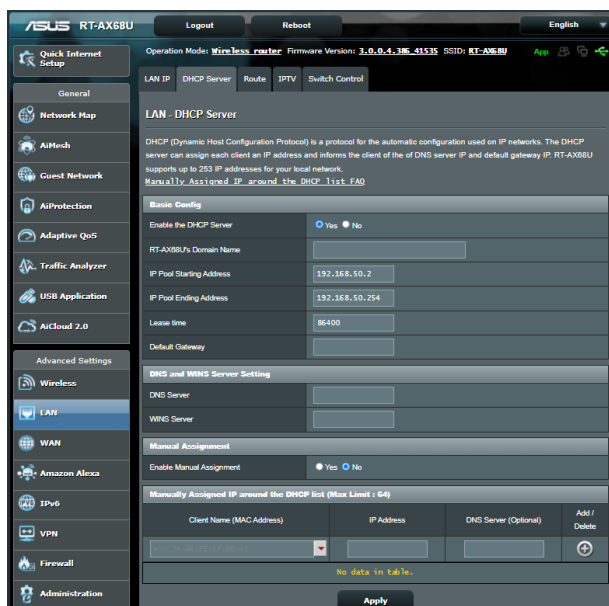 ASUS RT-AX68U Logout Reboot English
Quick Internet Setup
Operation Mode: Wireless router Firmware Version: 3.0.0.4.386_41535 SSID: RT-AX68U App
LAN IP DHCP Server Route IPTV Switch Control
General
Network Map
AiMesh
Guest Network
AiProtection
Adaptive QoS
Traffic Analyzer
USB Application
AiCloud 2.0
Advanced Settings
Wireless
LAN
WAN
Amazon Alexa
IPv6
VPN
Firewall
Administration
LAN - DHCP Server
DHCP (Dynamic Host Configuration Protocol) is a protocol for the automatic configuration used on IP networks. The DHCP
server can assign each client an IP address and informs the client of the of DNS server IP and default gateway IP. RT-AX68U
supports up to 253 IP addresses for your local network.
Manually Assigned IP around the DHCP list FAQ
Basic Config
Enable the DHCP Server Yes No
RT-AX68U's Domain Name
IP Pool Starting Address 192.168.50.2
IP Pool Ending Address 192.168.50.254
Lease time 86400
Default Gateway
DNS and WINS Server Setting
DNS Server
WINS Server
Manual Assignment
Enable Manual Assignment Yes No
Manually Assigned IP around the DHCP list (Max Limit : 64)
Client Name (MAC Address) IP Address DNS Server (Optional) Add / Delete
No data in table.
Apply